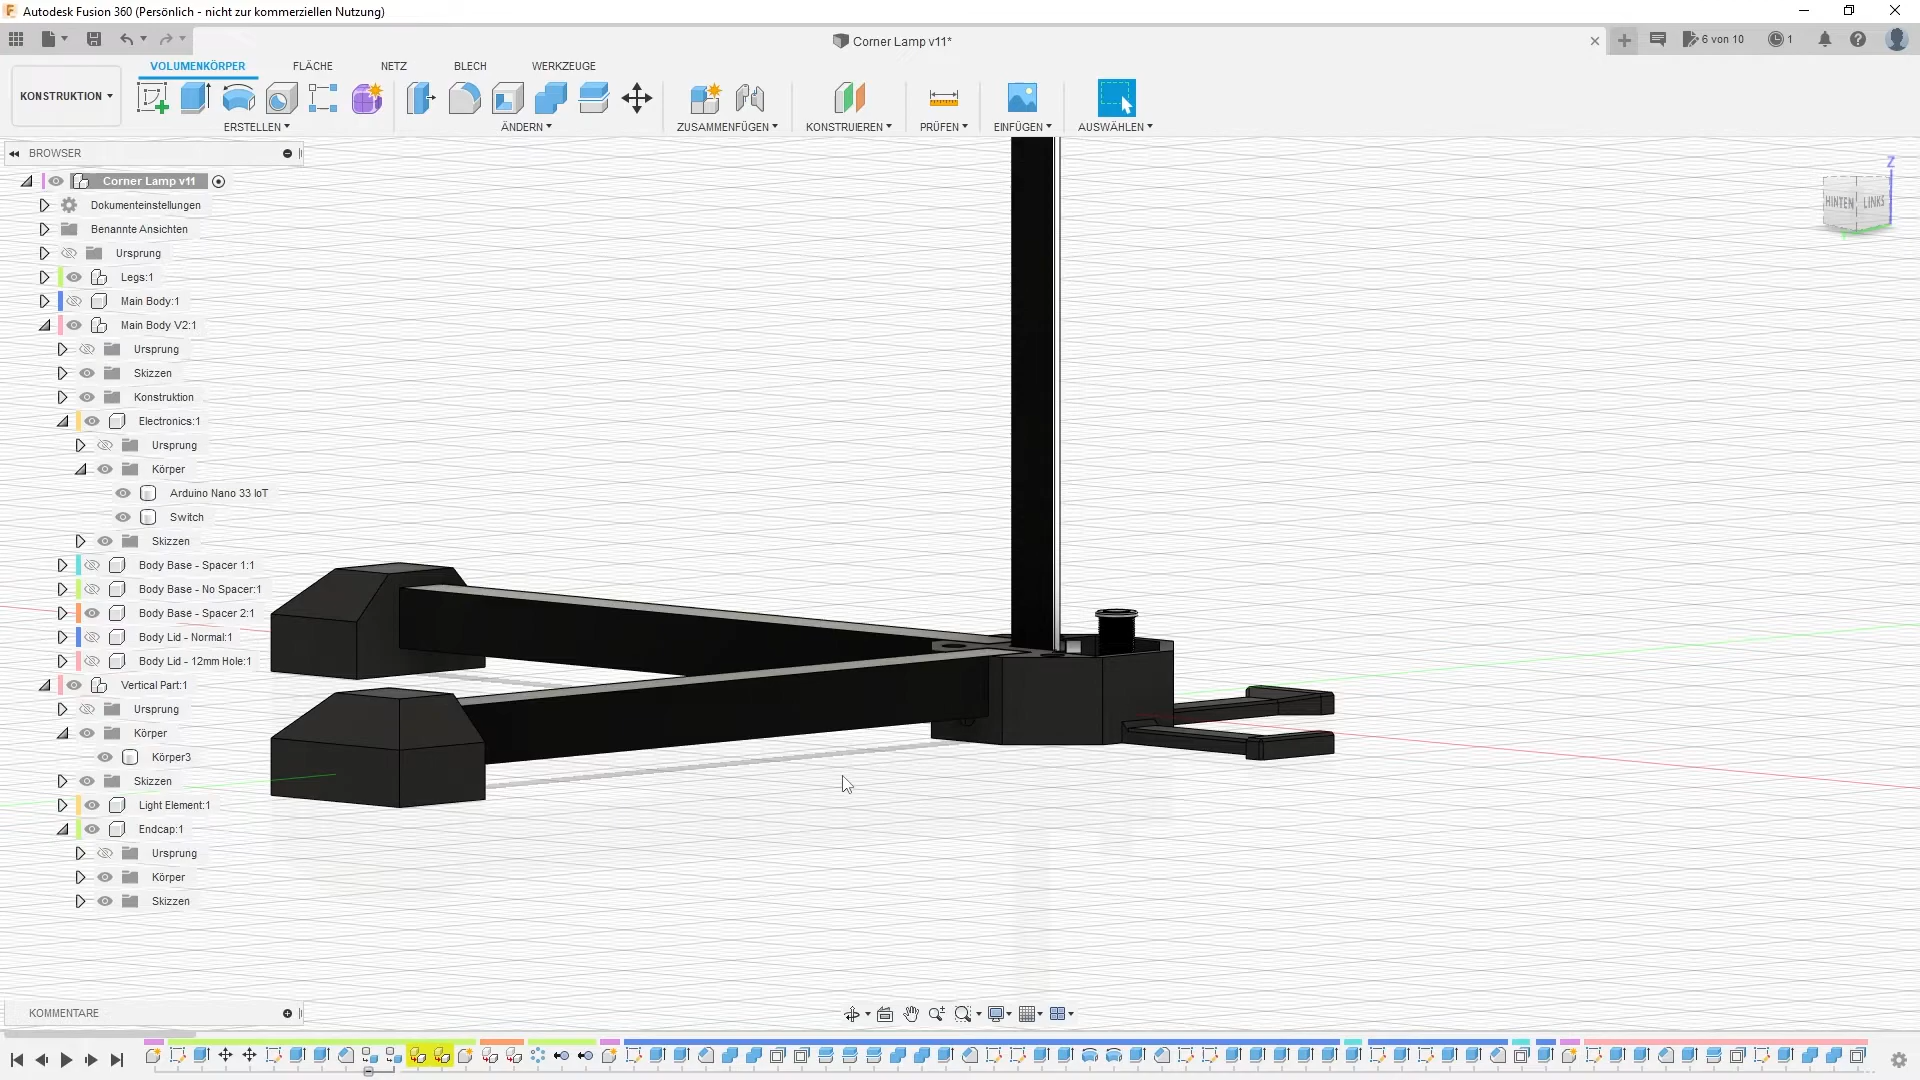 Autodesk Fusion 360 (Persönlich - nicht zur kommerziellen Nutzung)
Corner Lamp v11*
6 von 10
1
KONSTRUKTION
VOLUMENKÖRPER
FLÄCHE
NETZ
BLECH
WERKZEUGE
ERSTELLEN
ÄNDERN
ZUSAMMENFÜGEN
KONSTRUIEREN
PRÜFEN
EINFÜGEN
AUSWÄHLEN
BROWSER
Corner Lamp v11
Dokumenteinstellungen
Benannte Ansichten
Ursprung
Legs:1
Main Body:1
Main Body V2:1
Ursprung
Skizzen
Konstruktion
Electronics:1
Ursprung
Körper
Arduino Nano 33 IoT
Switch
Skizzen
Body Base - Spacer 1:1
Body Base - No Spacer:1
Body Base - Spacer 2:1
Body Lid - Normal:1
Body Lid - 12mm Hole:1
Vertical Part:1
Ursprung
Körper
Körper3
Skizzen
Light Element:1
Endcap:1
Ursprung
Körper
Skizzen
Z
HINTEN
LINKS
KOMMENTARE